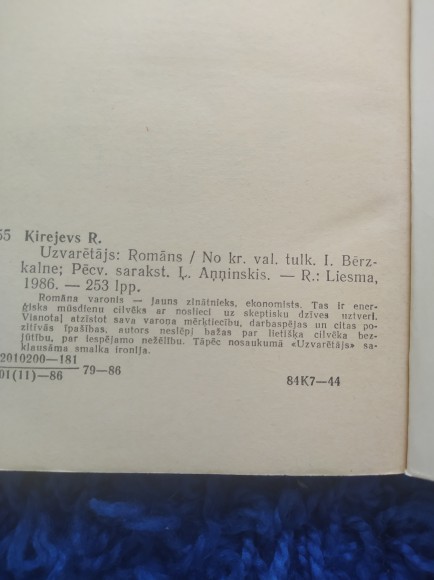 55 Kirejevs R.
Uzvarētājs: Romāns / No kr. val. tulk. I. Bērz-
kalne; Pēcv. sarakst. Ļ. Aņņinskis. — R.: Liesma,
1986. — 253 lpp.
Romāna varonis — jauns zinātnieks, ekonomists. Tas ir ener-
ģisks mūsdienu cilvēks ar noslieci uz skeptisku dzīves uztveri.
Visnotaļ atzīstot sava varoņa mērķtiecību, darbaspējas un citas po-
zitīvās īpašības, autors neslēpj bažas par lietišķa cilvēka bez-
jūtību, par iespējamo nežēlību. Tāpēc nosaukumā «Uzvarētājs» sa-
klausāma smalka ironija.
2010200—181
01(11)—86 79—86
84K7—44